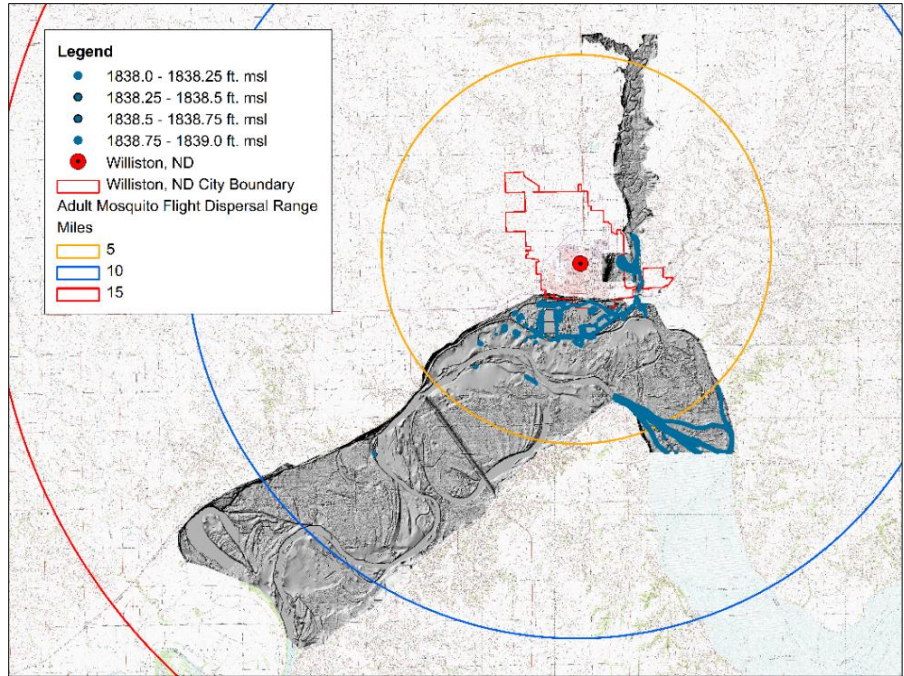 Legend
1838.0 - 1838.25 ft. msl
1838.25 - 1838.5 ft. msl
1838.5 - 1838.75 ft. msl
1838.75 - 1839.0 ft. msl
Williston, ND
Williston, ND City Boundary
Adult Mosquito Flight Dispersal Range
Miles
5
10
15